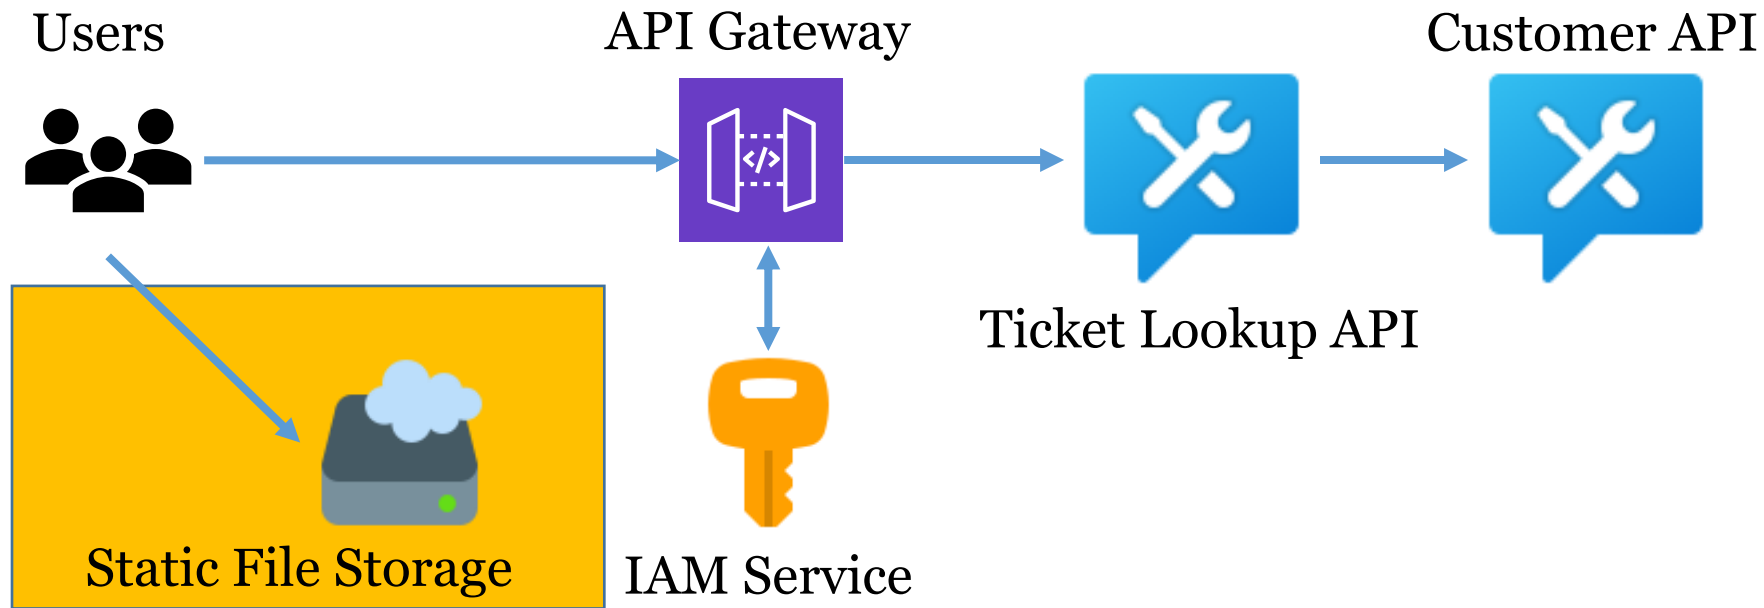 Users
API Gateway
Customer API
</>
Ticket Lookup API
Static File Storage
IAM Service